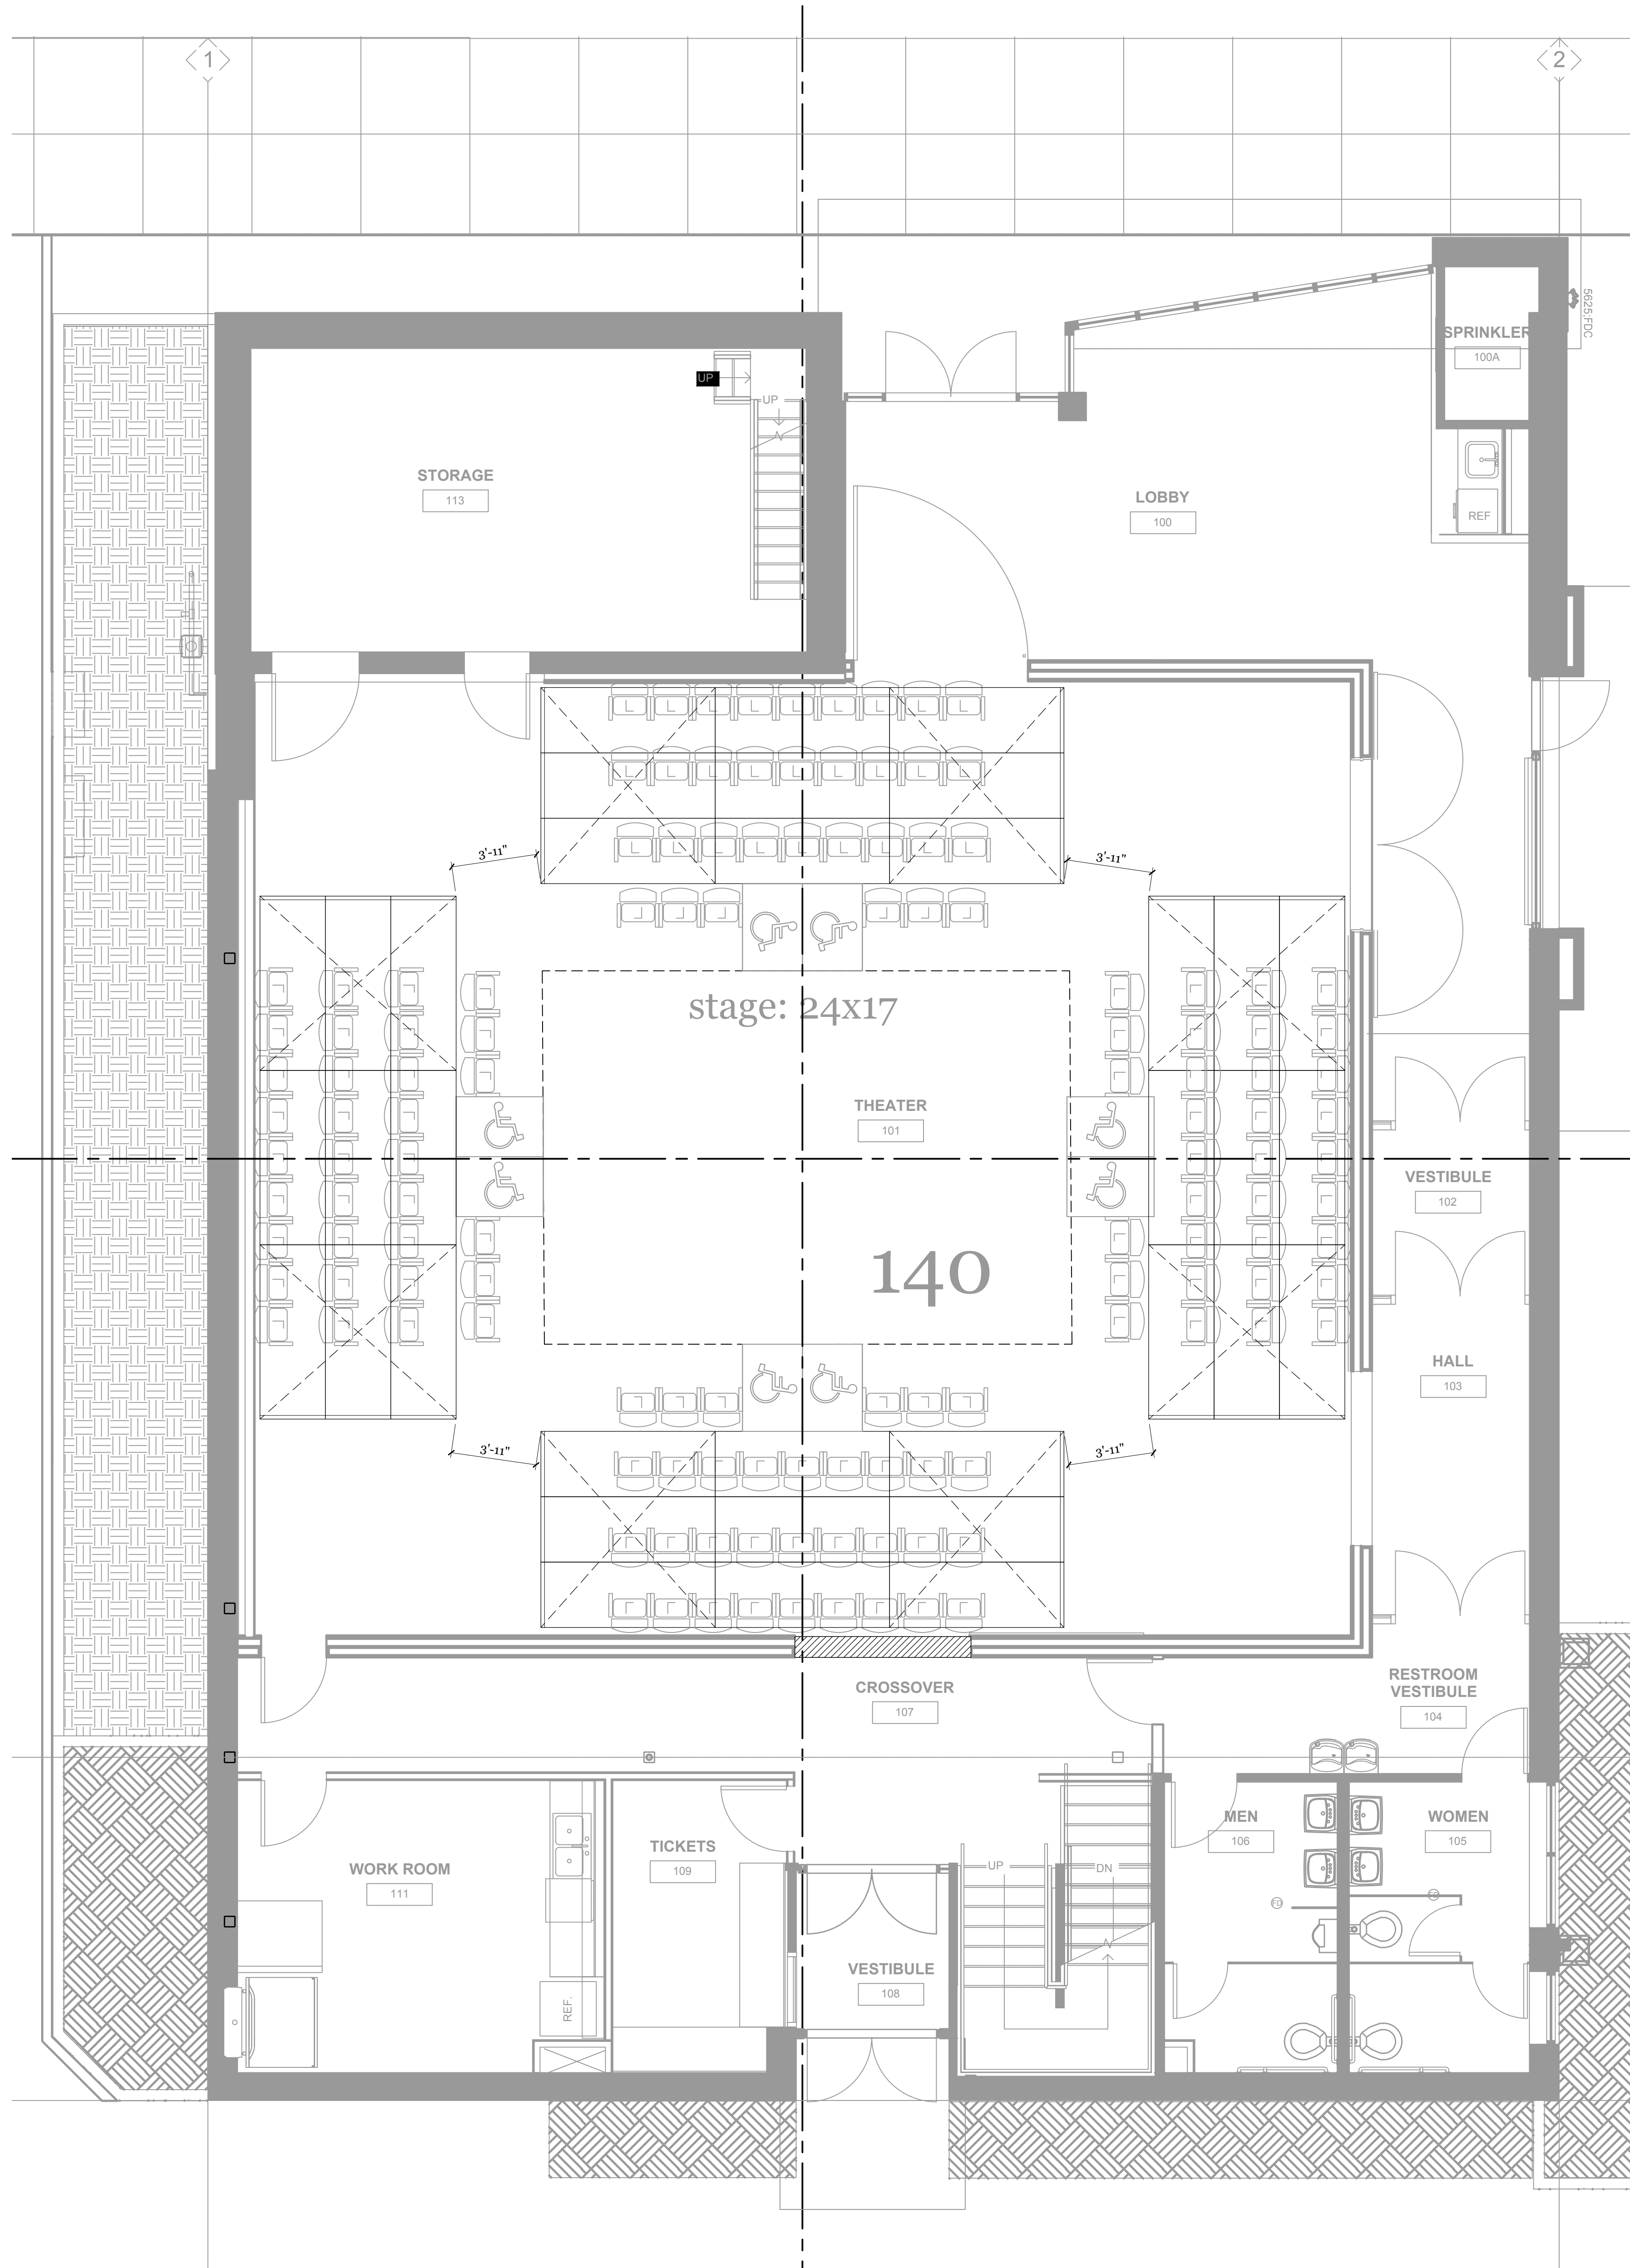 1
2
5625;FDC
SPRINKLER
100A
UP
UP
STORAGE
113
LOBBY
100
REF
3'-11"
3'-11"
stage: 24x17
THEATER
101
VESTIBULE
102
140
HALL
103
3'-11"
3'-11"
CROSSOVER
107
RESTROOM
VESTIBULE
104
MEN
106
WOMEN
105
TICKETS
109
WORK ROOM
111
UP
DN
FD
FD
VESTIBULE
108
REF.